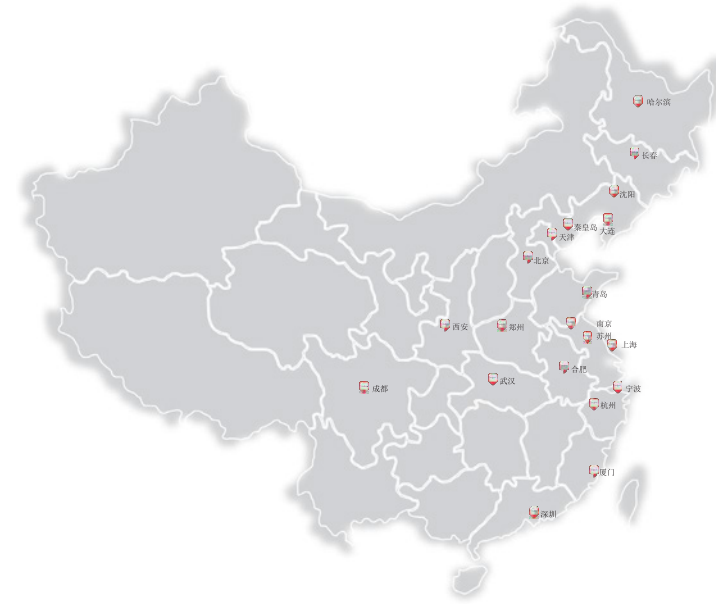 哈尔滨
长春
沈阳
秦皇岛
大连
天津
北京
青岛
南京
西安
郑州
苏州
上海
合肥
武汉
成都
宁波
杭州
厦门
深圳